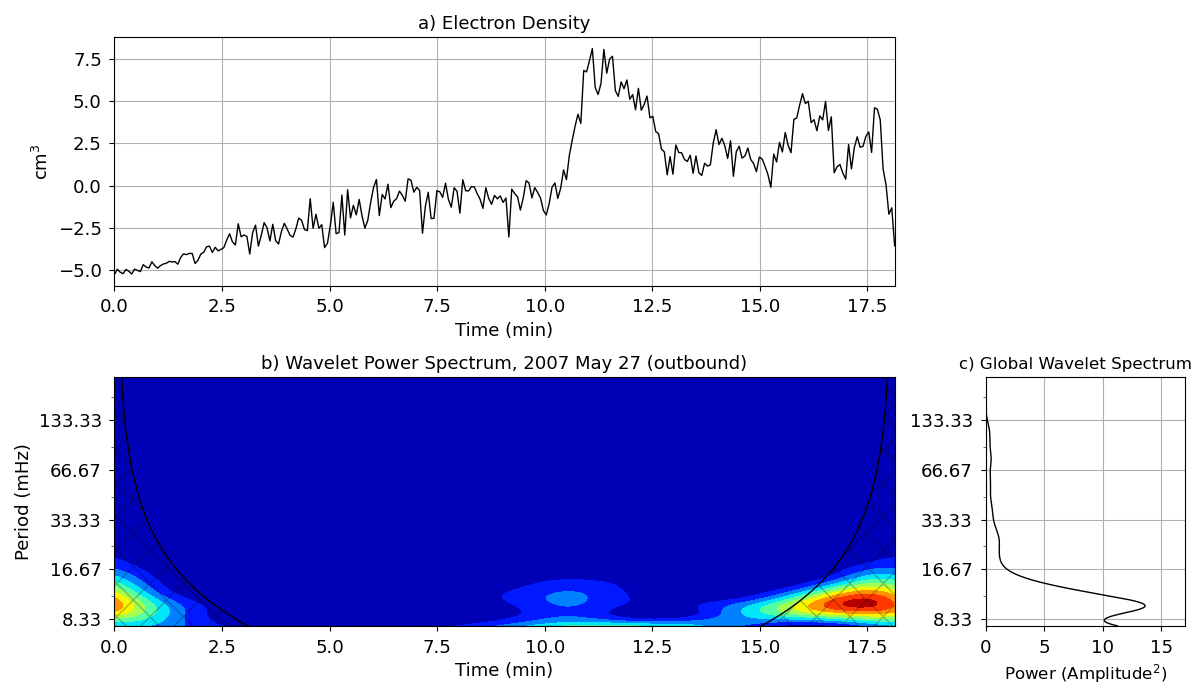 a) Electron Density
7.5
5.0
2.5
0.0
−2.5
−5.0
cm³
0.0 2.5 5.0 7.5 10.0 12.5 15.0 17.5
Time (min)
b) Wavelet Power Spectrum, 2007 May 27 (outbound)
133.33
66.67
33.33
16.67
8.33
Period (mHz)
0.0 2.5 5.0 7.5 10.0 12.5 15.0 17.5
Time (min)
c) Global Wavelet Spectrum
133.33
66.67
33.33
16.67
8.33
0 5 10 15
Power (Amplitude²)